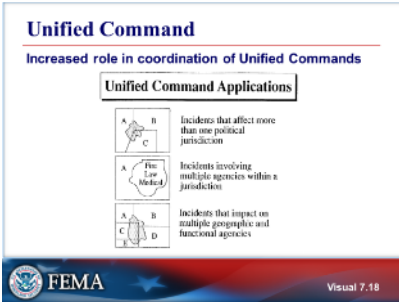 Unified Command
Increased role in coordination of Unified Commands
Unified Command Applications
A B
C
Incidents that affect more
than one political
jurisdiction
A
Fire
Law
Medical
Incidents involving
multiple agencies within a
jurisdiction
A B
C D
E
Incidents that impact on
multiple geographic and
functional agencies
FEMA
Visual 7.18